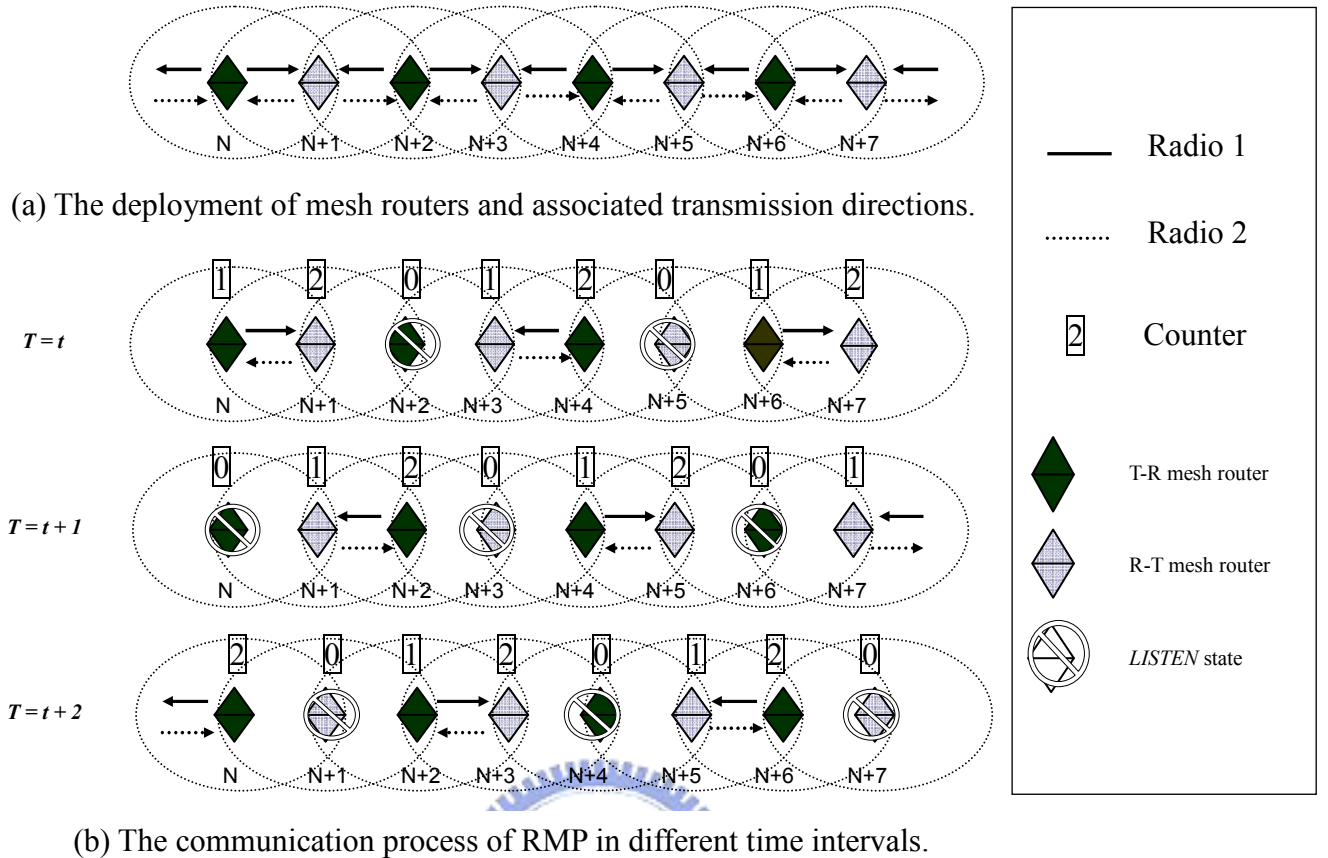 N N+1 N+2 N+3 N+4 N+5 N+6 N+7
(a) The deployment of mesh routers and associated transmission directions.
1 2 0 1 2 0 1 2
T = t
N N+1 N+2 N+3 N+4 N+5 N+6 N+7
0 1 2 0 1 2 0 1
T = t + 1
N N+1 N+2 N+3 N+4 N+5 N+6 N+7
2 0 1 2 0 1 2 0
T = t + 2
N N+1 N+2 N+3 N+4 N+5 N+6 N+7
(b) The communication process of RMP in different time intervals.
Radio 1
Radio 2
2 Counter
T-R mesh router
R-T mesh router
LISTEN state